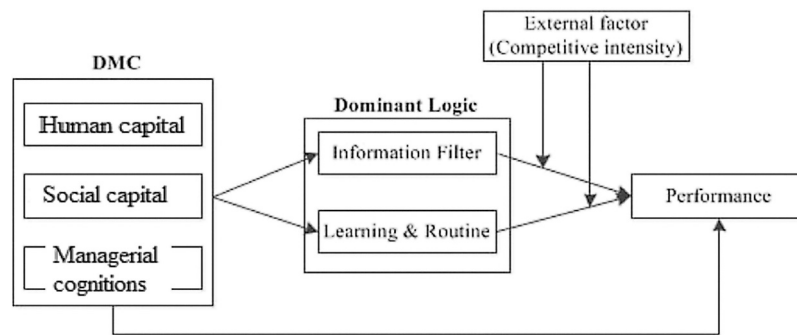 External factor
(Competitive intensity)
DMC
Human capital
Social capital
Managerial
cognitions
Dominant Logic
Information Filter
Learning & Routine
Performance